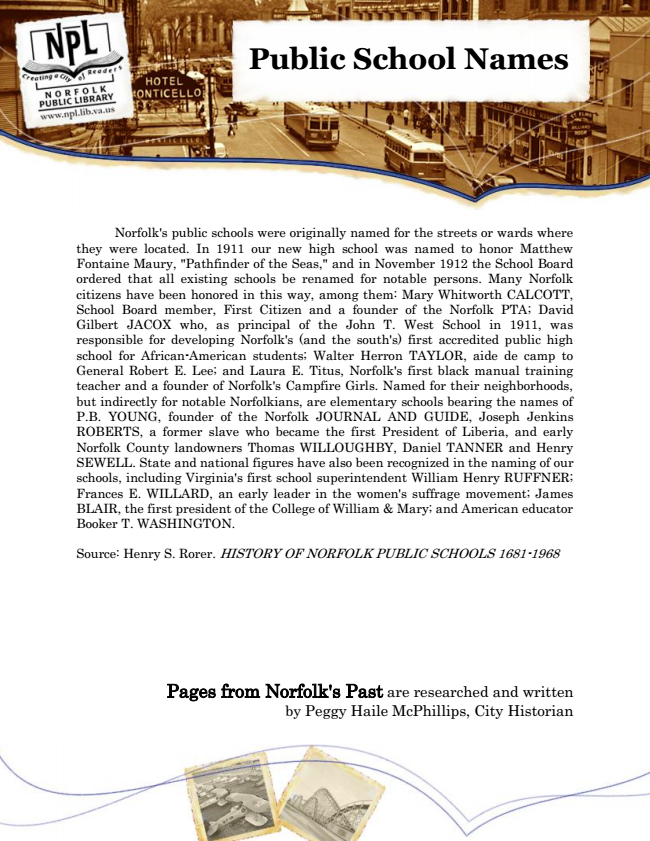 NPL
Creating a City of Readers
NORFOLK
PUBLIC LIBRARY
www.npl.lib.va.us
Public School Names
HOTEL
MONTICELLO
Norfolk's public schools were originally named for the streets or wards where
they were located. In 1911 our new high school was named to honor Matthew
Fontaine Maury, "Pathfinder of the Seas," and in November 1912 the School Board
ordered that all existing schools be renamed for notable persons. Many Norfolk
citizens have been honored in this way, among them: Mary Whitworth CALCOTT,
School Board member, First Citizen and a founder of the Norfolk PTA; David
Gilbert JACOX who, as principal of the John T. West School in 1911, was
responsible for developing Norfolk's (and the south's) first accredited public high
school for African-American students; Walter Herron TAYLOR, aide de camp to
General Robert E. Lee; and Laura E. Titus, Norfolk's first black manual training
teacher and a founder of Norfolk's Campfire Girls. Named for their neighborhoods,
but indirectly for notable Norfolkians, are elementary schools bearing the names of
P.B. YOUNG, founder of the Norfolk JOURNAL AND GUIDE, Joseph Jenkins
ROBERTS, a former slave who became the first President of Liberia, and early
Norfolk County landowners Thomas WILLOUGHBY, Daniel TANNER and Henry
SEWELL. State and national figures have also been recognized in the naming of our
schools, including Virginia's first school superintendent William Henry RUFFNER;
Frances E. WILLARD, an early leader in the women's suffrage movement; James
BLAIR, the first president of the College of William & Mary; and American educator
Booker T. WASHINGTON.
Source: Henry S. Rorer. HISTORY OF NORFOLK PUBLIC SCHOOLS 1681-1968
Pages from Norfolk's Past are researched and written
by Peggy Haile McPhillips, City Historian